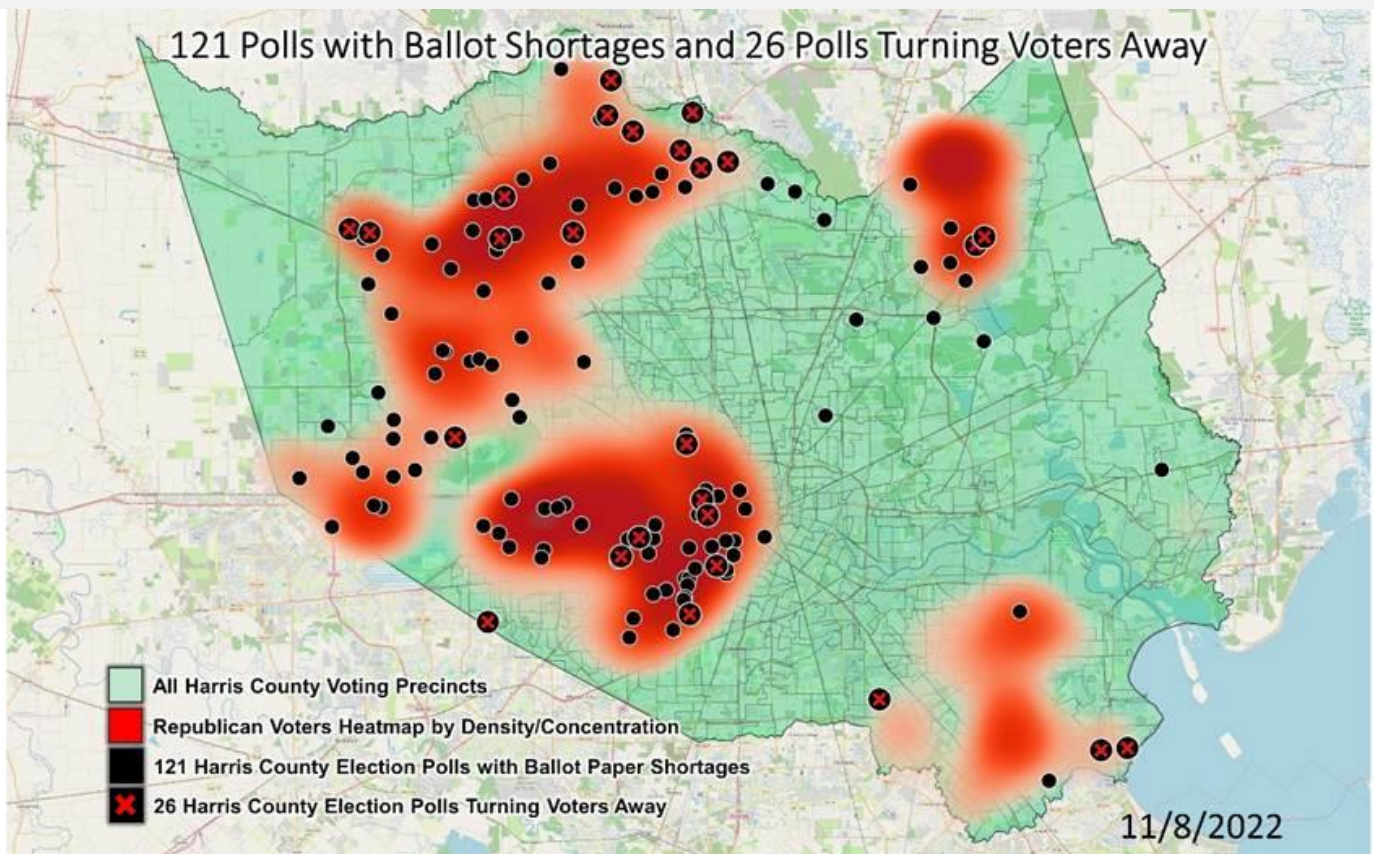 121 Polls with Ballot Shortages and 26 Polls Turning Voters Away
All Harris County Voting Precincts
Republican Voters Heatmap by Density/Concentration
121 Harris County Election Polls with Ballot Paper Shortages
26 Harris County Election Polls Turning Voters Away
11/8/2022